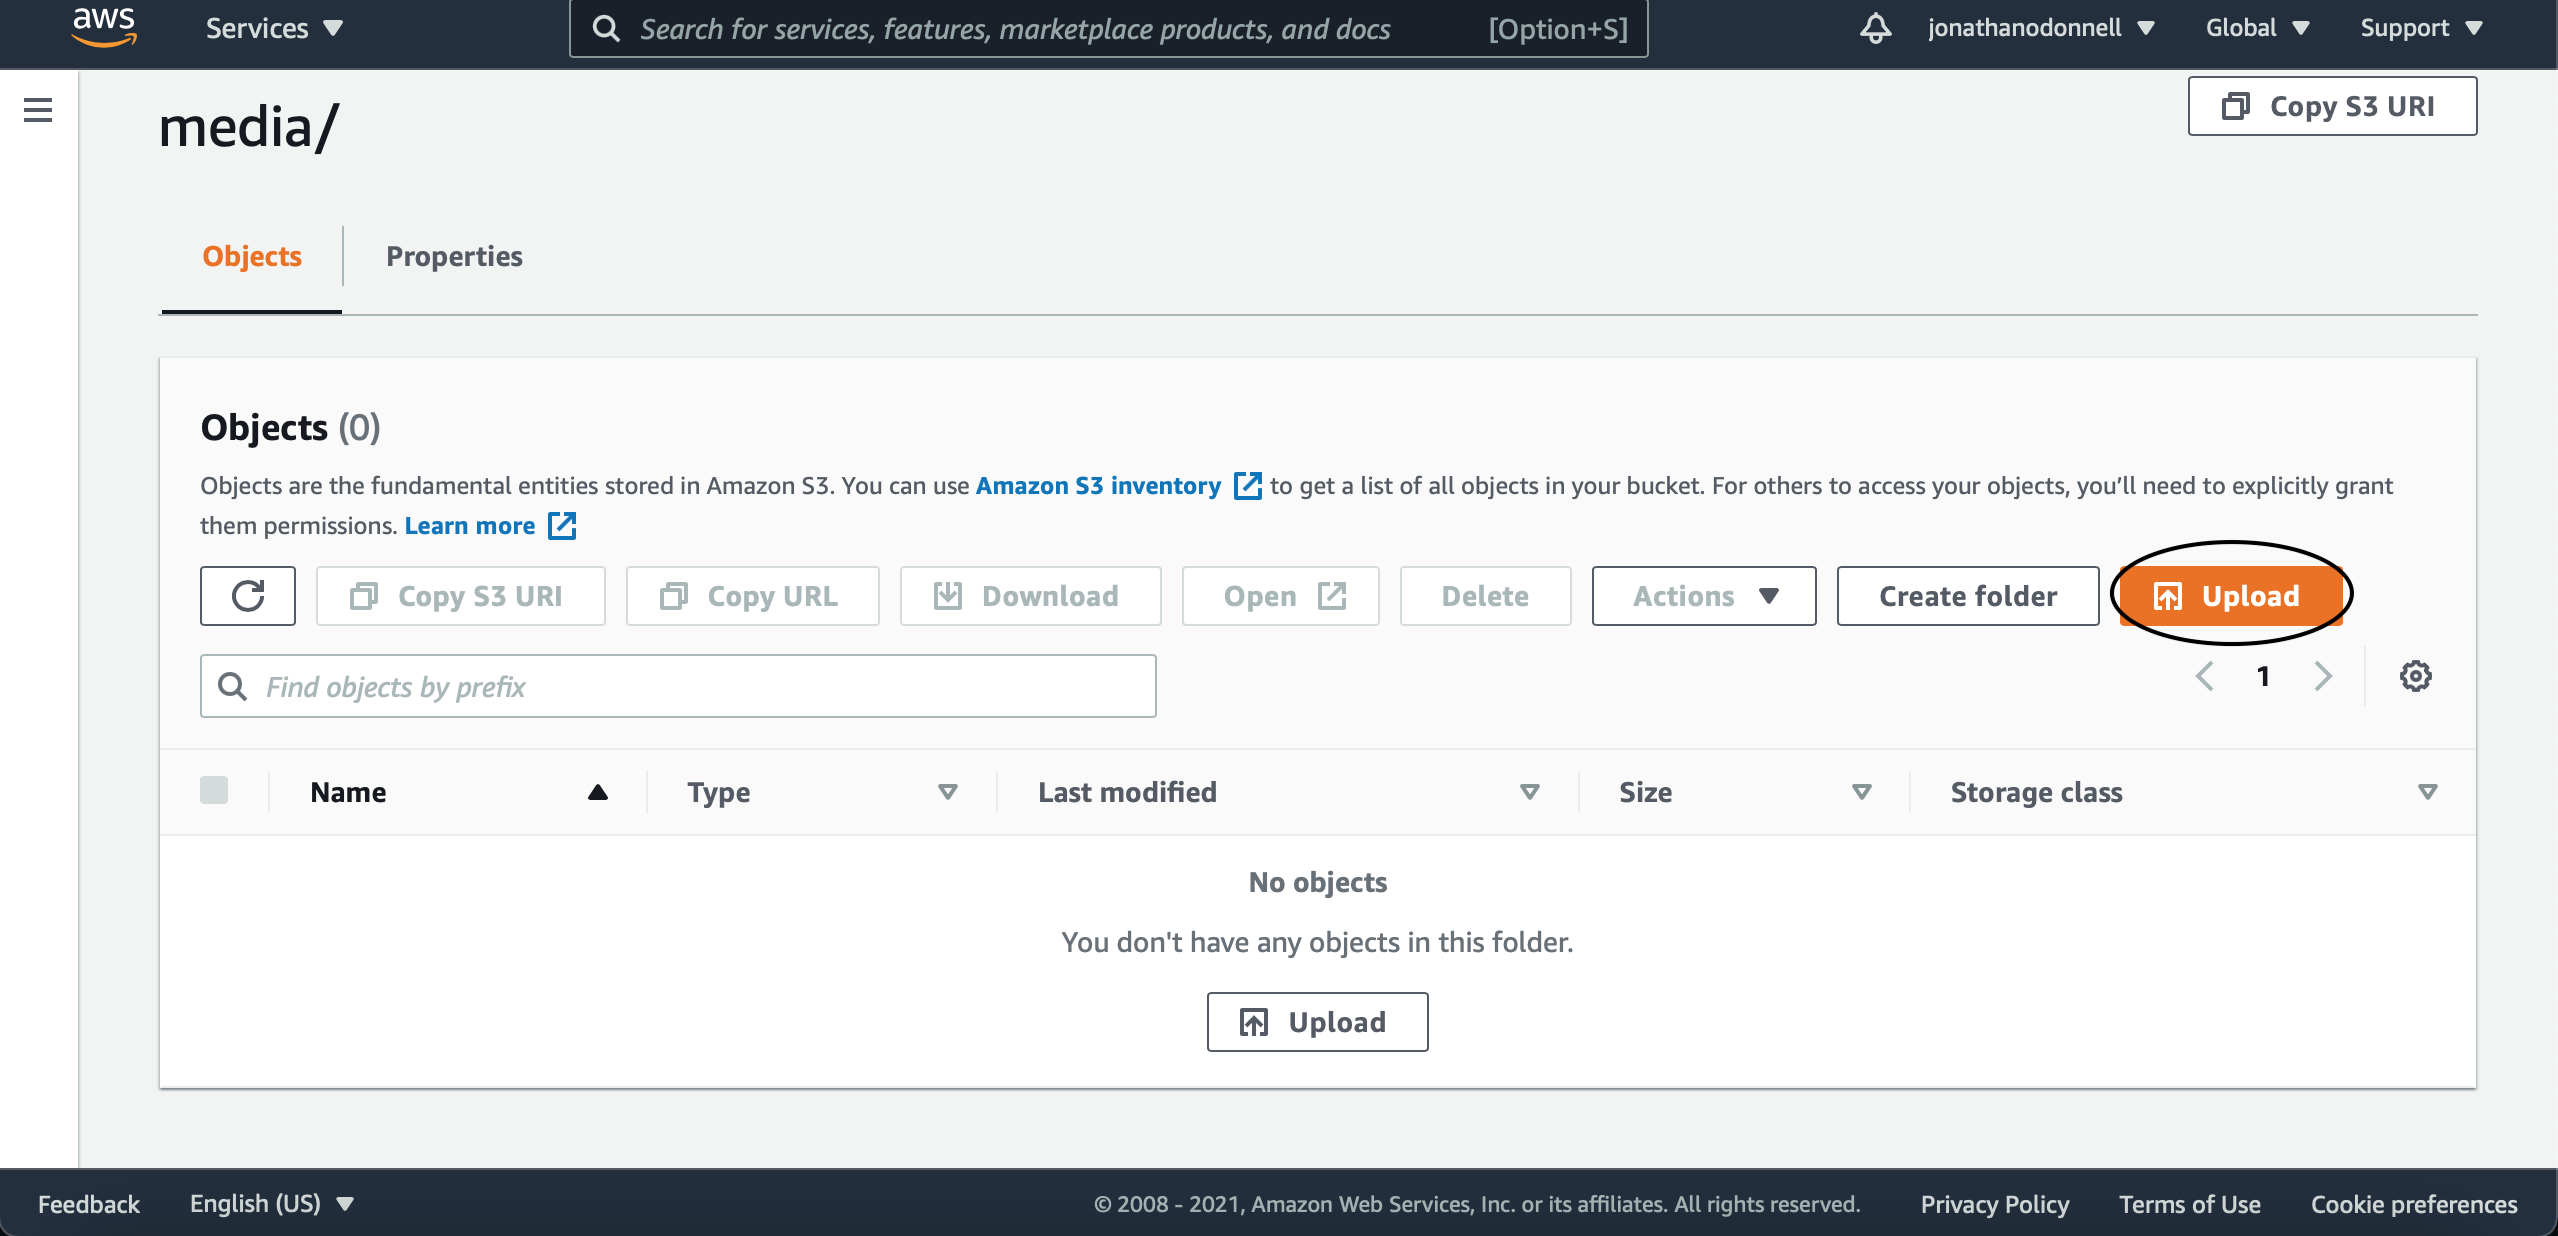 aws Services Search for services, features, marketplace products, and docs [Option+S] jonathanodonnell Global Support
media/ Copy S3 URI
Objects Properties
Objects (0)
Objects are the fundamental entities stored in Amazon S3. You can use Amazon S3 inventory to get a list of all objects in your bucket. For others to access your objects, you’ll need to explicitly grant
them permissions. Learn more
Copy S3 URI Copy URL Download Open Delete Actions Create folder Upload
Find objects by prefix 1
Name Type Last modified Size Storage class
No objects
You don't have any objects in this folder.
Upload
Feedback English (US) © 2008 - 2021, Amazon Web Services, Inc. or its affiliates. All rights reserved. Privacy Policy Terms of Use Cookie preferences